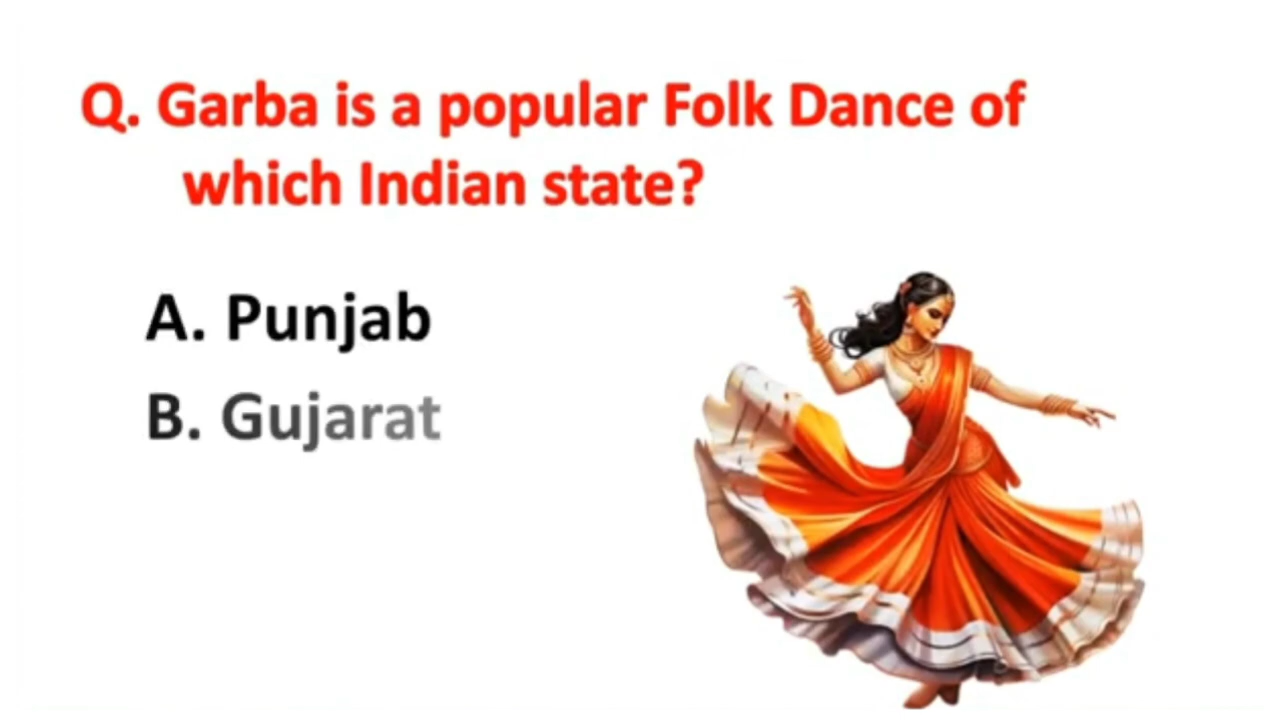 Q. Garba is a popular Folk Dance of
which Indian state?
A. Punjab
B. Gujarat